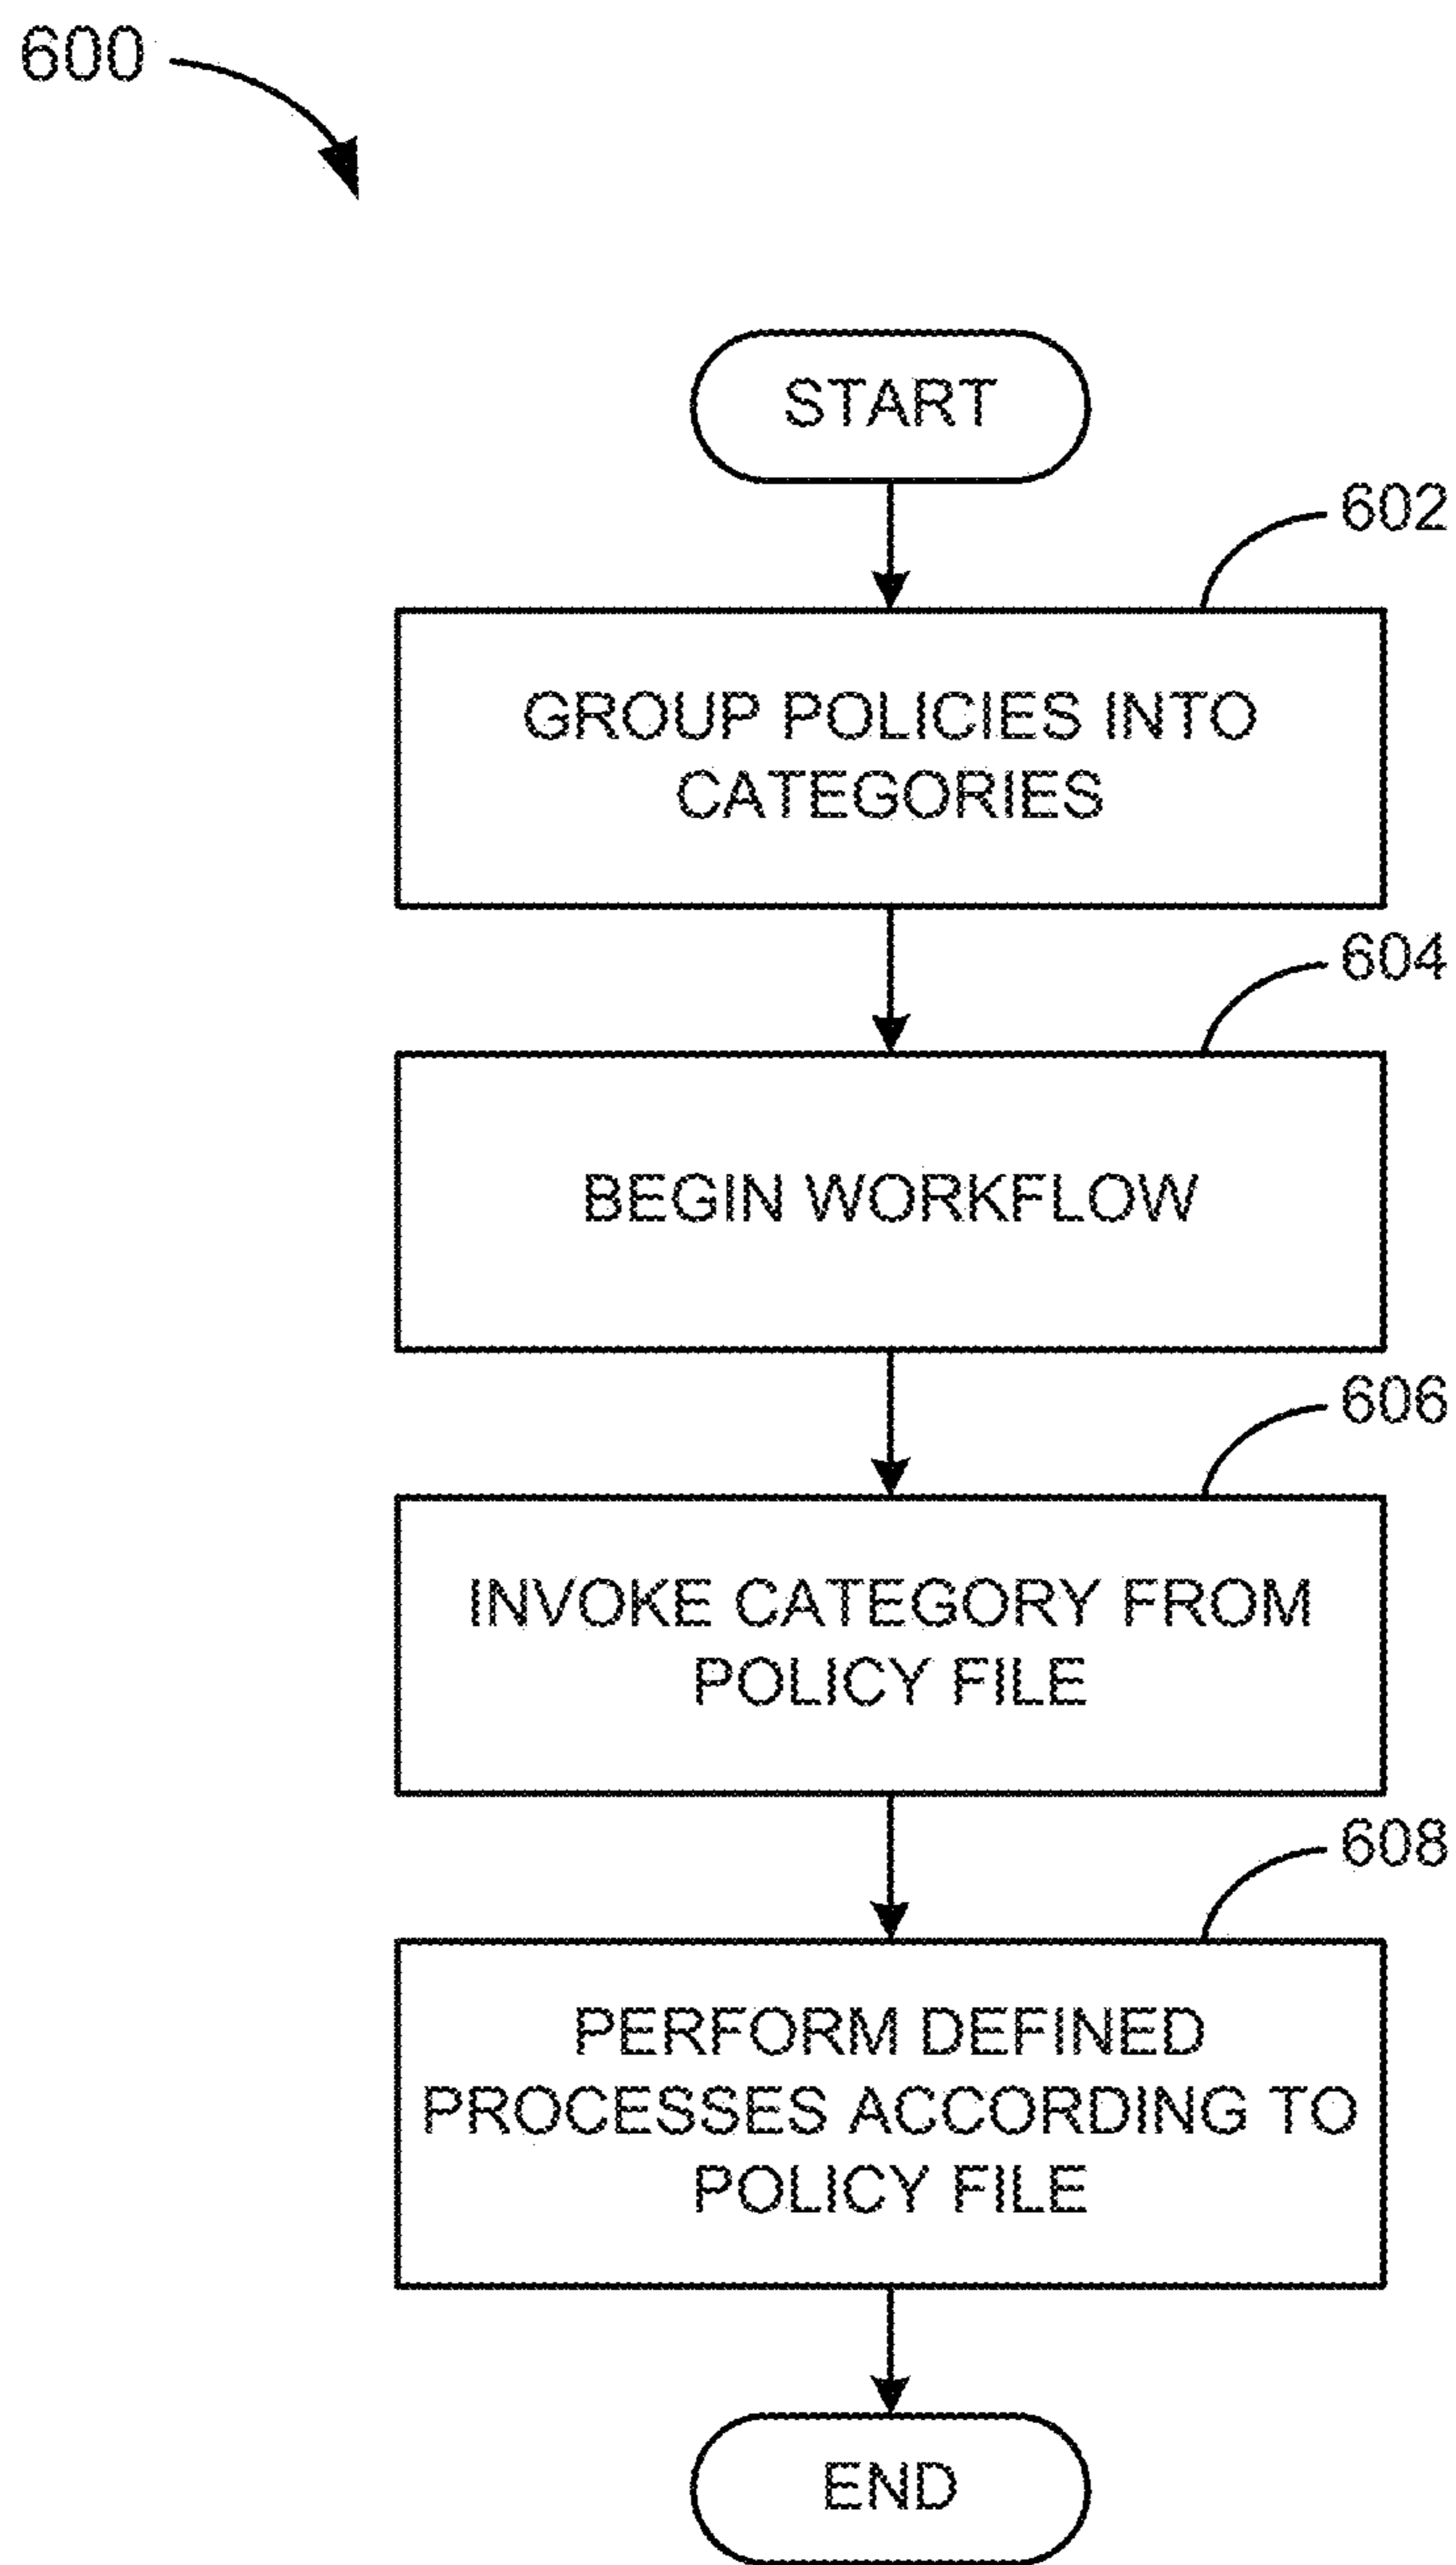 600
START
602
GROUP POLICIES INTO
CATEGORIES
604
BEGIN WORKFLOW
606
INVOKE CATEGORY FROM
POLICY FILE
608
PERFORM DEFINED
PROCESSES ACCORDING TO
POLICY FILE
END